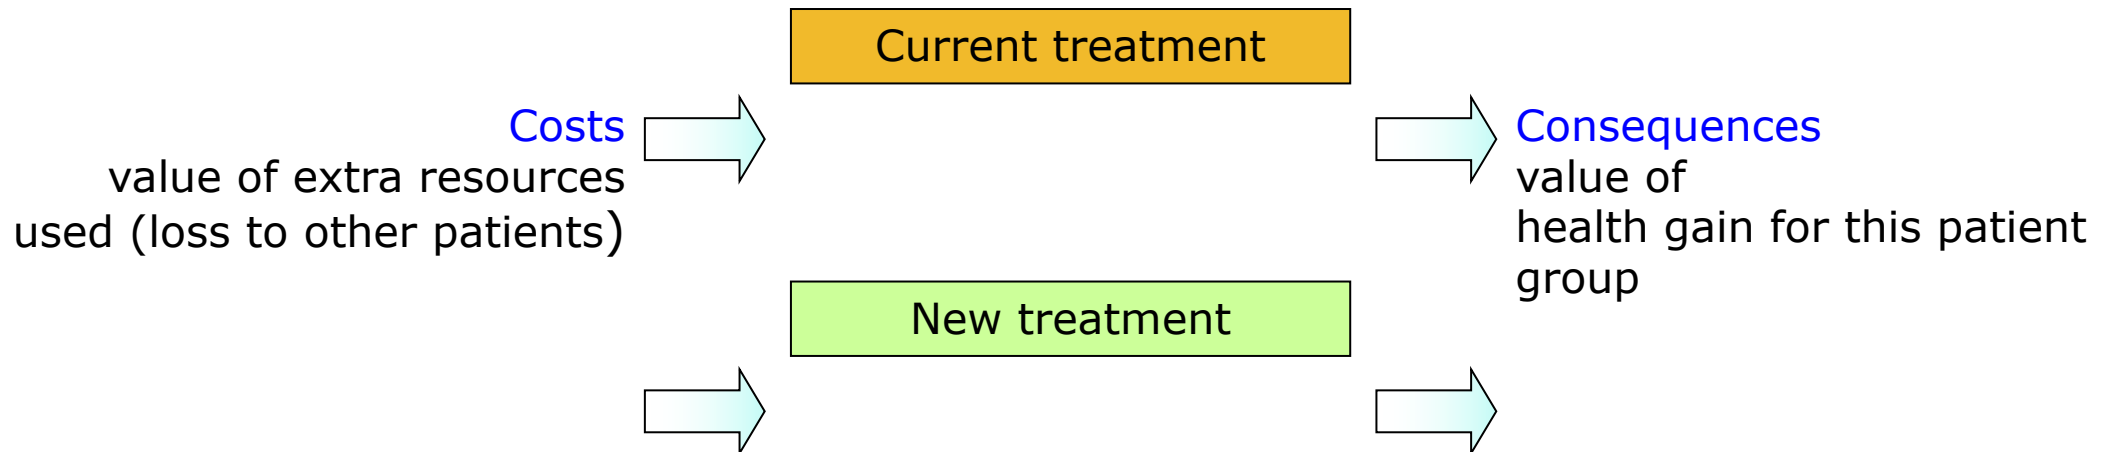 Current treatment
Costs
value of extra resources
used (loss to other patients)
Consequences
value of
health gain for this patient
group
New treatment